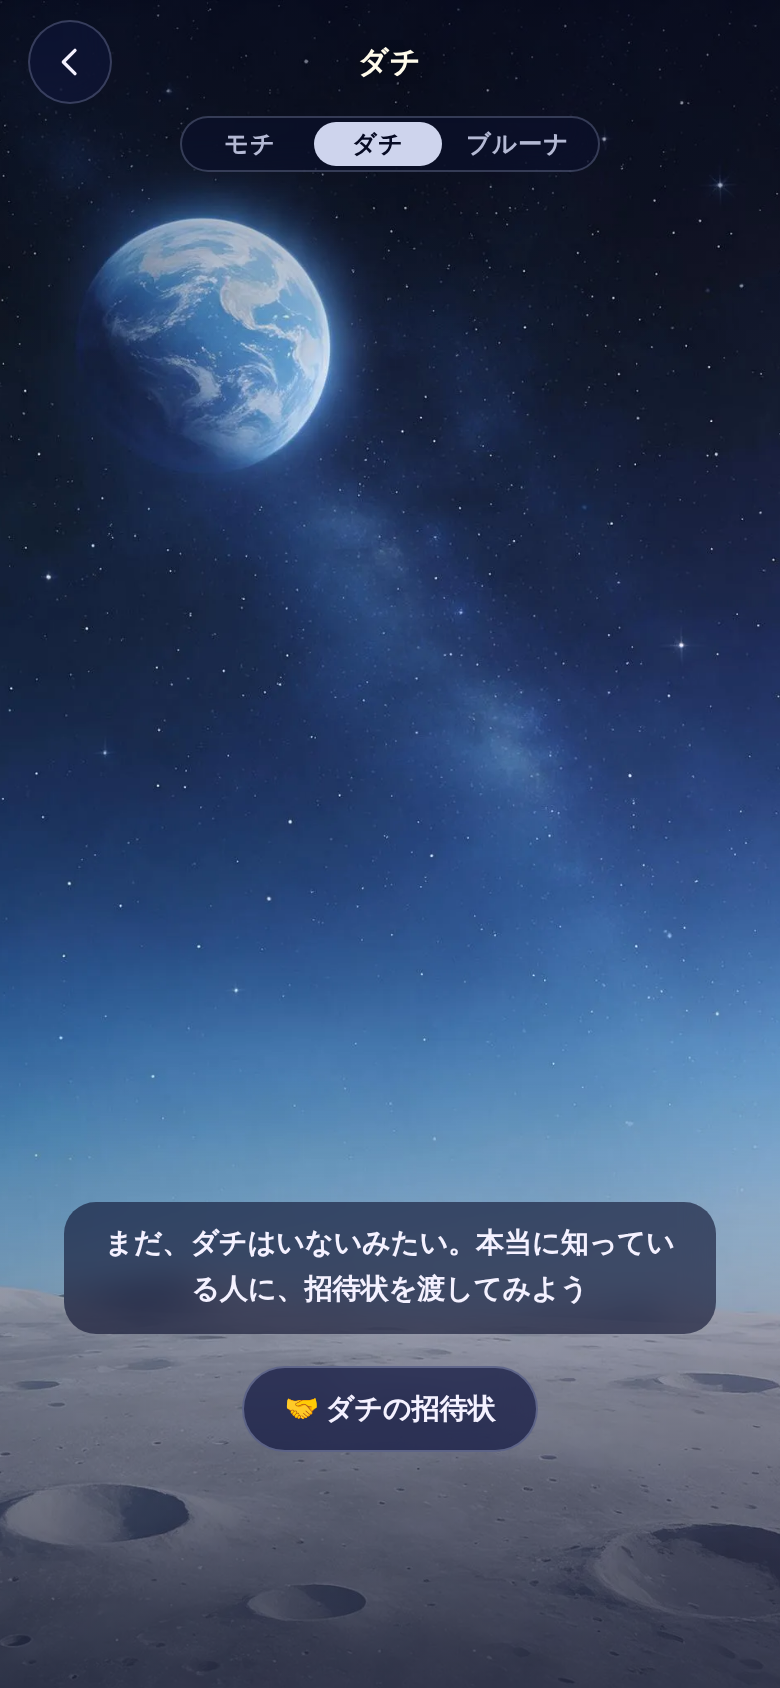 ダチ
モチ ダチ ブルーナ
まだ、ダチはいないみたい。本当に知ってい
る人に、招待状を渡してみよう
🤝 ダチの招待状